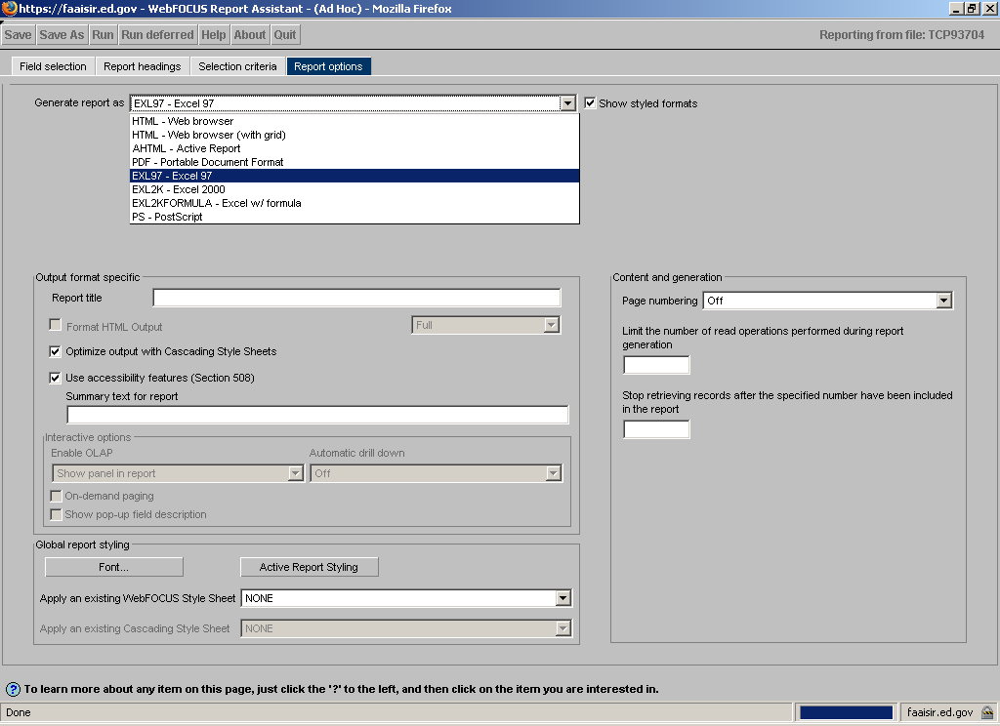 https://faaisir.ed.gov - WebFOCUS Report Assistant - (Ad Hoc) - Mozilla Firefox
Save Save As Run Run deferred Help About Quit Reporting from file: TCP93704
Field selection Report headings Selection criteria Report options
Generate report as EXL97 - Excel 97 Show styled formats
HTML - Web browser
HTML - Web browser (with grid)
AHTML - Active Report
PDF - Portable Document Format
EXL97 - Excel 97
EXL2K - Excel 2000
EXL2KFORMULA - Excel w/ formula
PS - PostScript
Output format specific
Report title
Format HTML Output Full
Optimize output with Cascading Style Sheets
Use accessibility features (Section 508)
Summary text for report
Interactive options
Enable OLAP Automatic drill down
Show panel in report Off
On-demand paging
Show pop-up field description
Content and generation
Page numbering Off
Limit the number of read operations performed during report
generation
Stop retrieving records after the specified number have been included
in the report
Global report styling
Font... Active Report Styling
Apply an existing WebFOCUS Style Sheet NONE
Apply an existing Cascading Style Sheet NONE
? To learn more about any item on this page, just click the '?' to the left, and then click on the item you are interested in.
Done faaisir.ed.gov